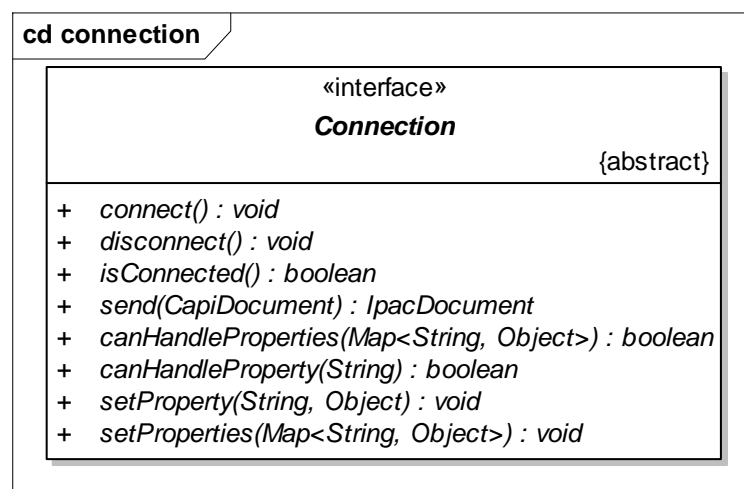 cd connection
«interface»
Connection
{abstract}
+ connect() : void
+ disconnect() : void
+ isConnected() : boolean
+ send(CapiDocument) : IpacDocument
+ canHandleProperties(Map<String, Object>) : boolean
+ canHandleProperty(String) : boolean
+ setProperty(String, Object) : void
+ setProperties(Map<String, Object>) : void